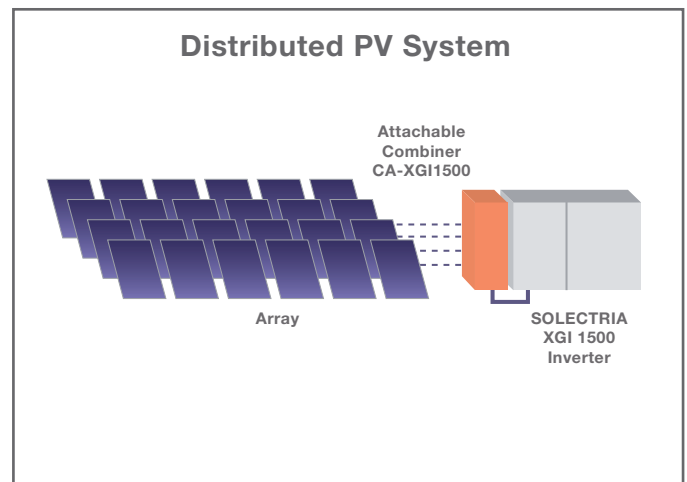 Distributed PV System
Attachable
Combiner
CA-XGI1500
Array
SOLECTRIA
XGI 1500
Inverter